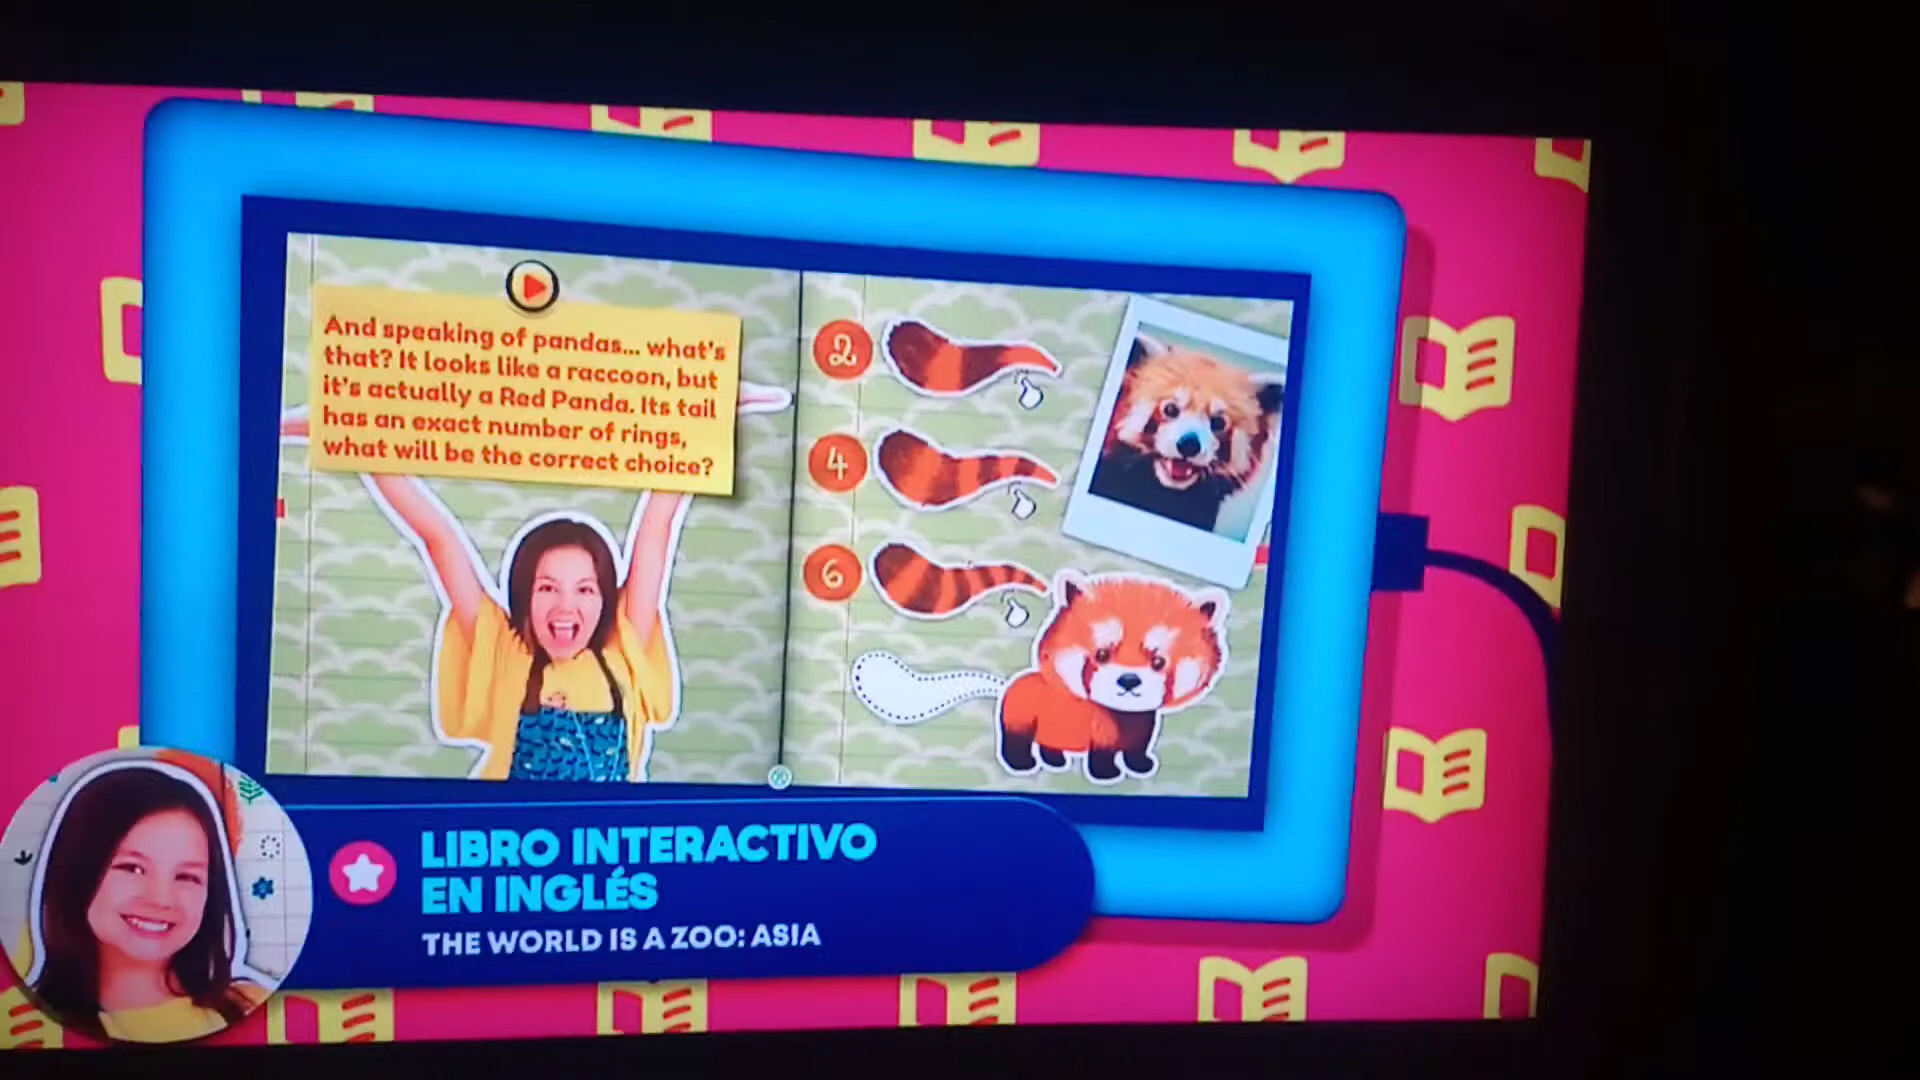 And speaking of pandas... what's
that? It looks like a raccoon, but
it's actually a Red Panda. Its tail
has an exact number of rings,
what will be the correct choice?
2
4
6
LIBRO INTERACTIVO
EN INGLÉS
THE WORLD IS A ZOO: ASIA